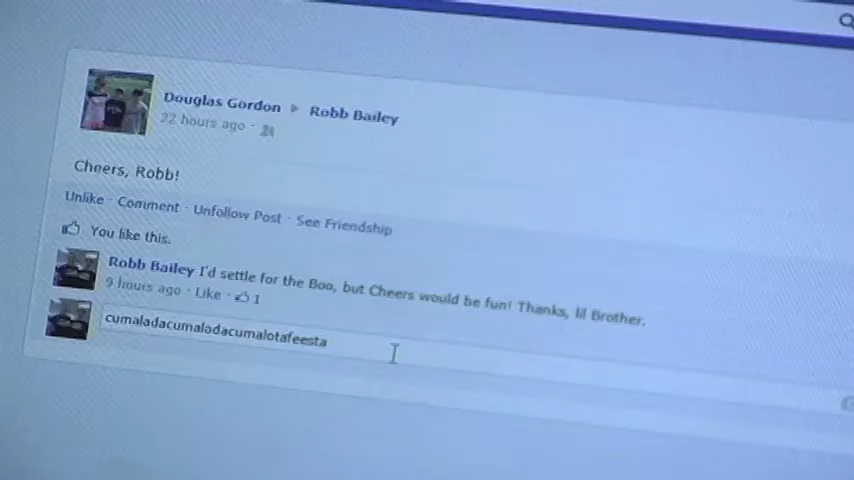 Douglas Gordon ▸ Robb Bailey
22 hours ago ·
Cheers, Robb!
Unlike · Comment · Unfollow Post · See Friendship
You like this.
Robb Bailey I'd settle for the Boo, but Cheers would be fun! Thanks, lil Brother.
9 hours ago · Like · 1
cumaladacumalodacumalotafeesta